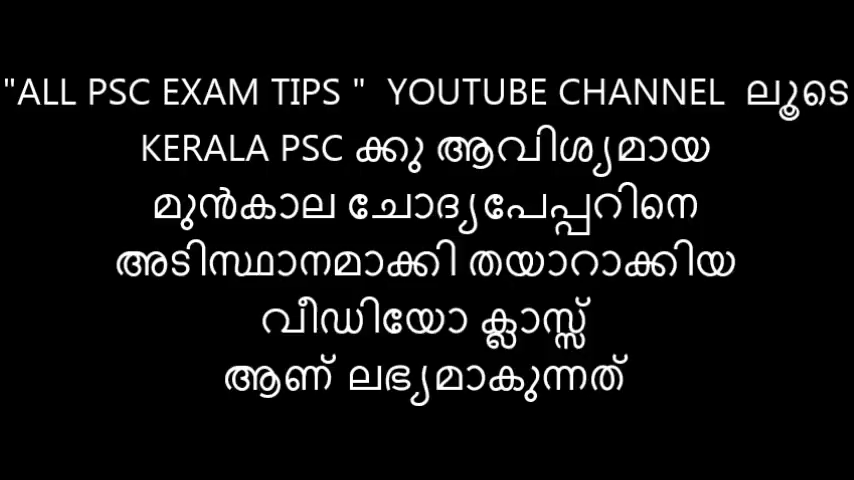 "ALL PSC EXAM TIPS "  YOUTUBE CHANNEL  ലൂടെ
KERALA PSC ക്കു ആവിശ്യമായ
മുൻകാല ചോദ്യപേപ്പറിനെ
അടിസ്ഥാനമാക്കി തയാറാക്കിയ
വീഡിയോ ക്ലാസ്സ്
ആണ് ലഭ്യമാകുന്നത്